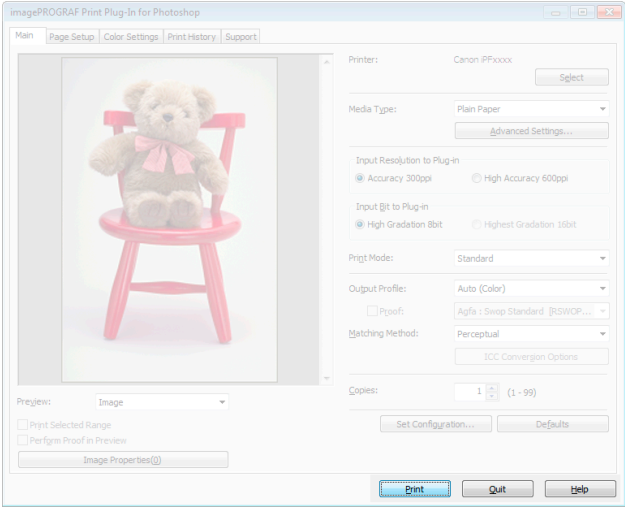 imagePROGRAF Print Plug-In for Photoshop
Main Page Setup Color Settings Print History Support
Printer: Canon iPFxxxx
Select
Media Type: Plain Paper
Advanced Settings...
Input Resolution to Plug-in
Accuracy 300ppi High Accuracy 600ppi
Input Bit to Plug-in
High Gradation 8bit Highest Gradation 16bit
Print Mode: Standard
Output Profile: Auto (Color)
Proof: Agfa : Swop Standard [RSWOP...
Matching Method: Perceptual
ICC Conversion Options
Copies: 1 (1 - 99)
Preview: Image
Print Selected Range
Perform Proof in Preview
Image Properties(0)
Set Configuration... Defaults
Print Quit Help